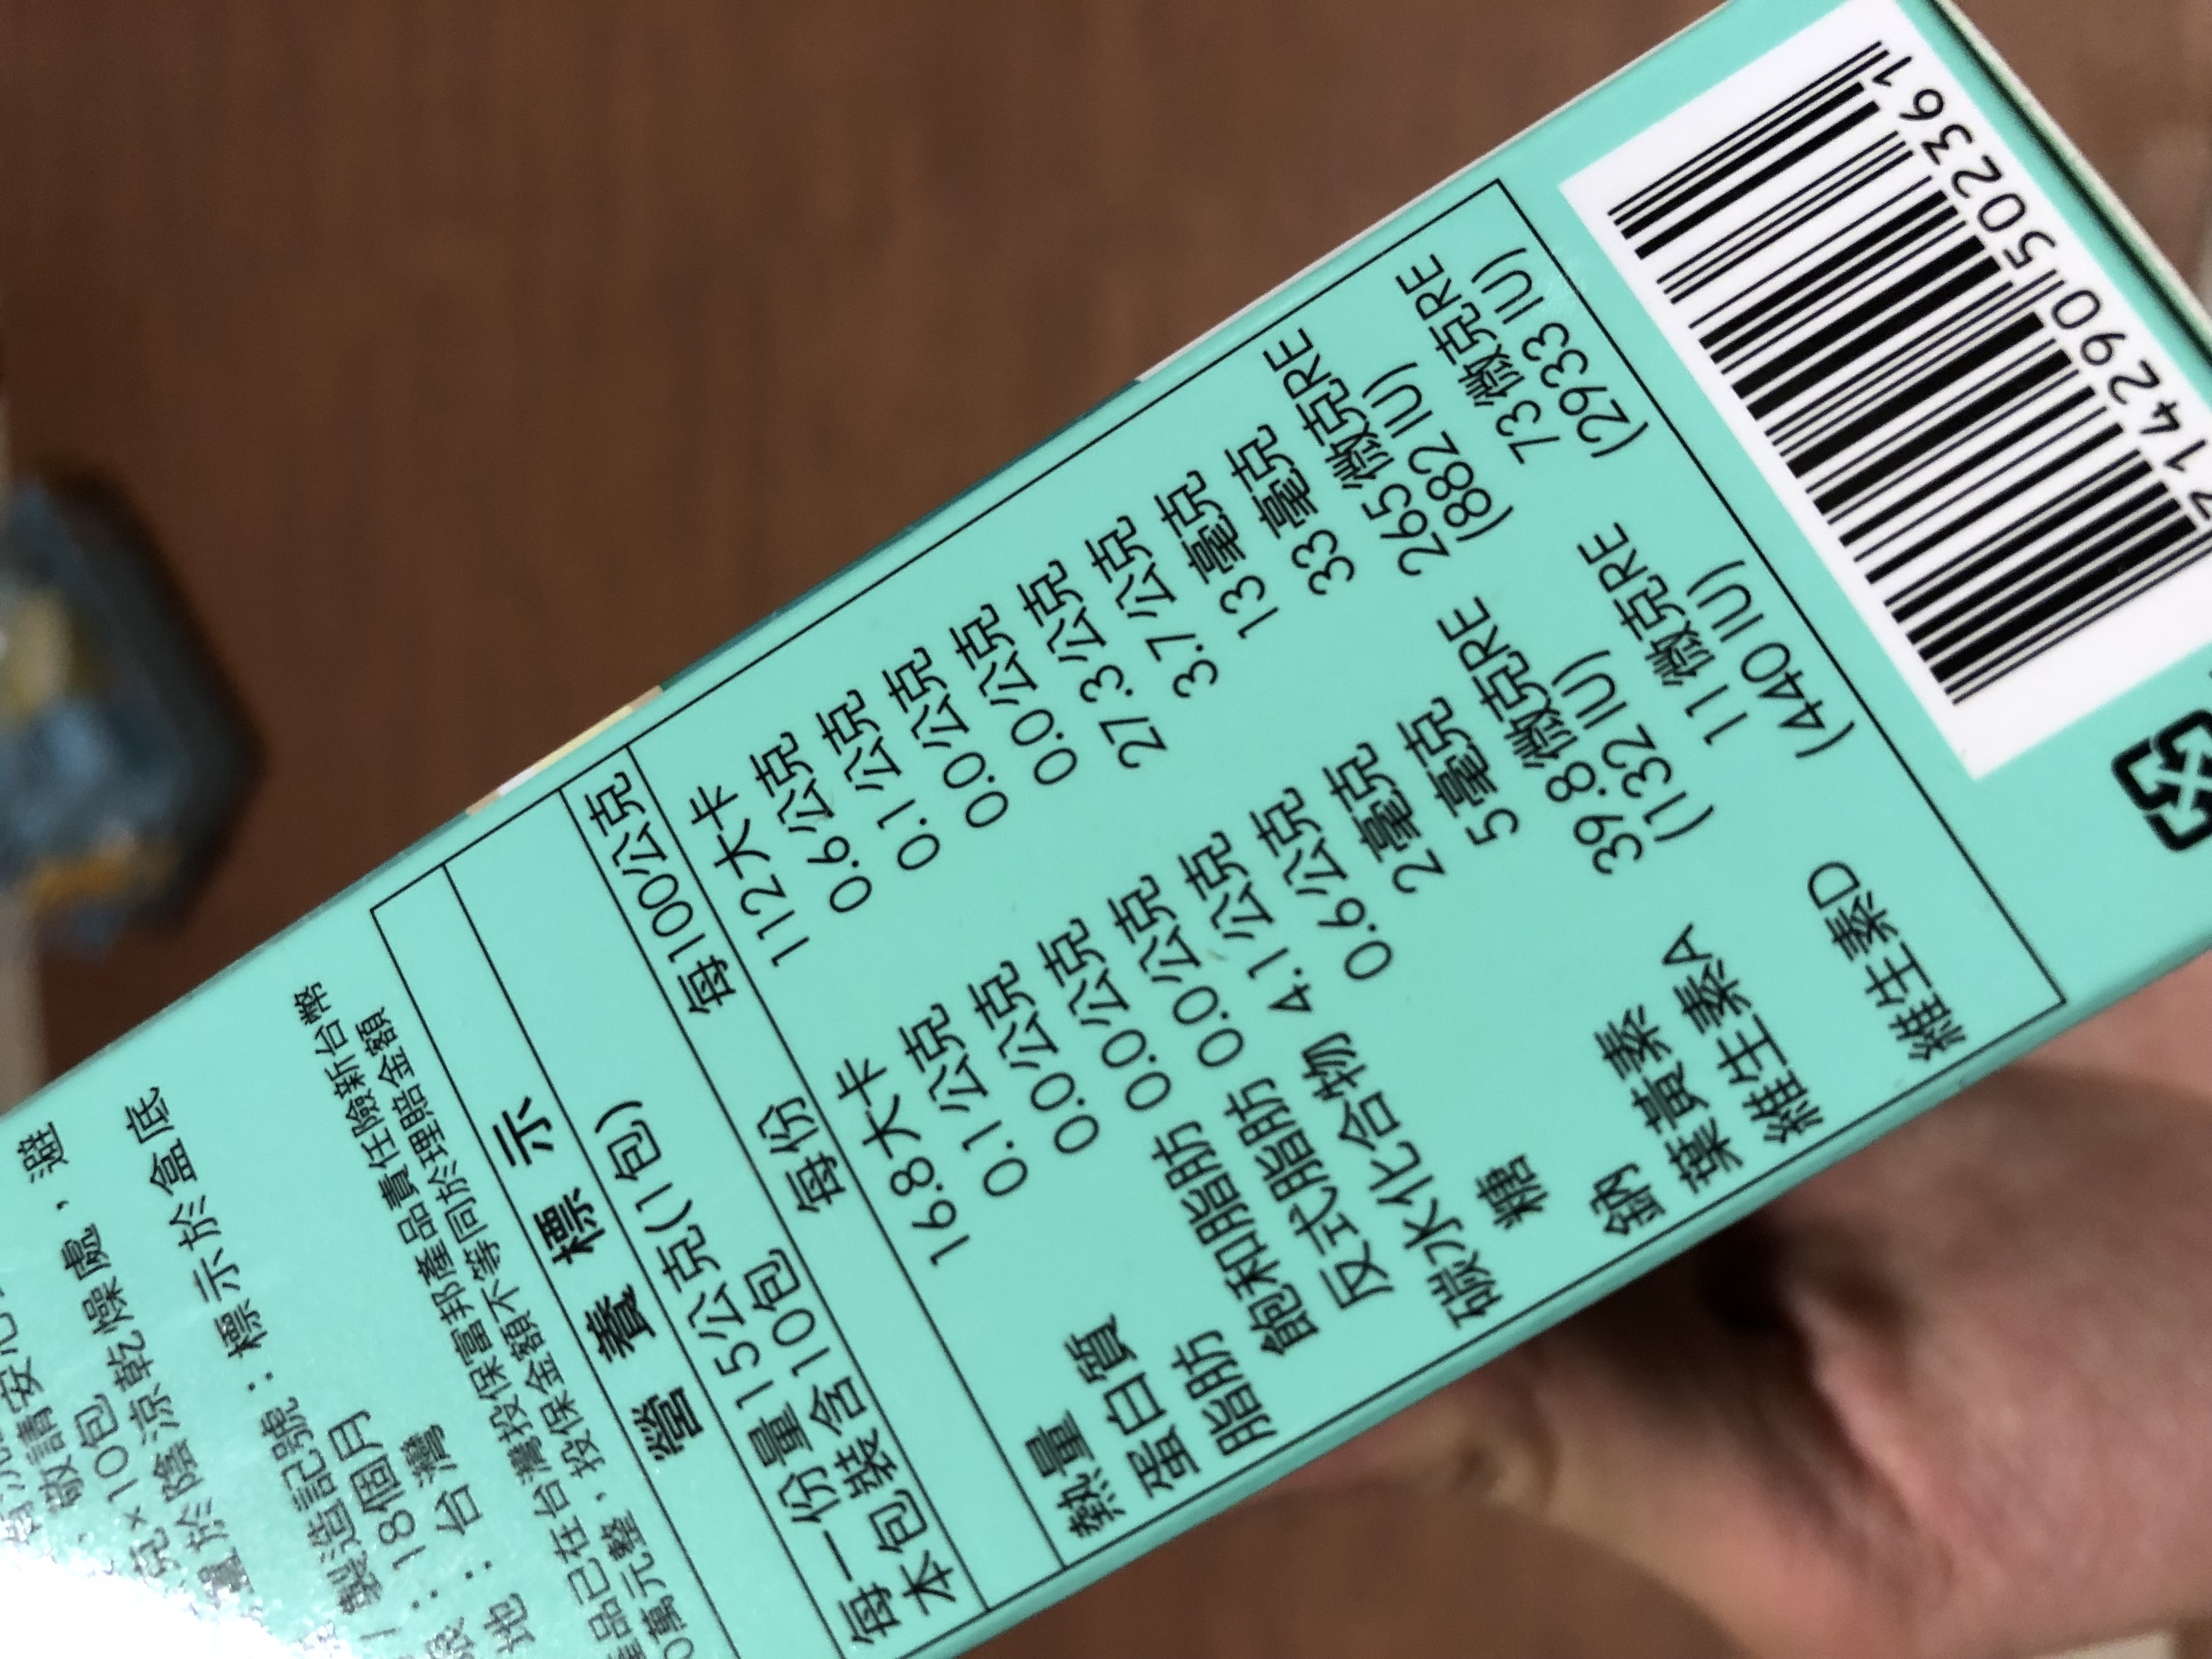 ，避
10包
陰涼乾燥處，
製造記號：標示於盒底
：18個月
地：台灣
產品已在台灣投保富邦產品責任險新台幣
0萬元整，投保金額不等同於理賠金額
營養標示
每一份量15公克(1包)
本包裝含10包
每份 每100公克
熱量 16.8大卡 112大卡
蛋白質 0.1公克 0.6公克
脂肪 0.0公克 0.1公克
飽和脂肪 0.0公克 0.0公克
反式脂肪 0.0公克 0.0公克
碳水化合物 4.1公克 27.3公克
糖 0.6公克 3.7公克
鈉 2毫克 13毫克
葉黃素 5毫克 33毫克
維生素A 39.8微克RE 265微克RE
(132 IU) (882 IU)
維生素D 11微克RE 73微克RE
(440 IU) (2933 IU)
714290502361